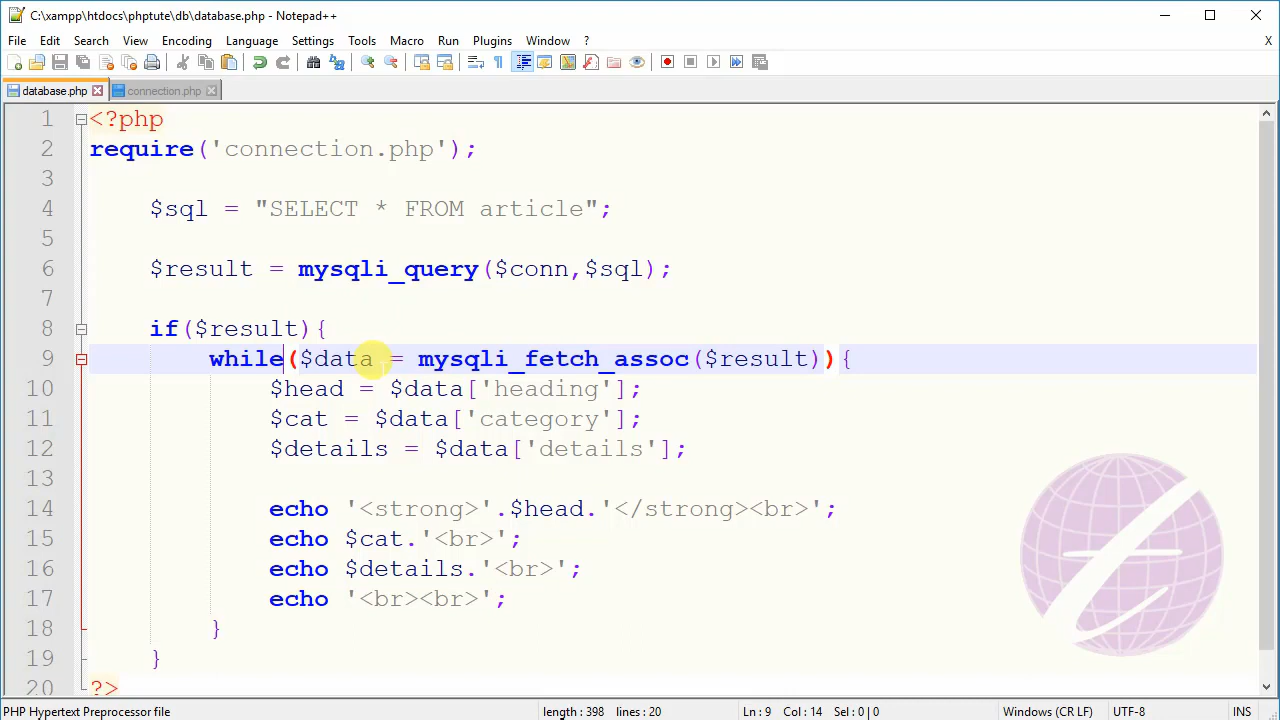 C:\xampp\htdocs\phptute\db\database.php - Notepad++
File Edit Search View Encoding Language Settings Tools Macro Run Plugins Window ? X
database.php connection.php
1 <?php
2 require('connection.php');
3
4 $sql = "SELECT * FROM article";
5
6 $result = mysqli_query($conn,$sql);
7
8 if($result){
9 while($data = mysqli_fetch_assoc($result)){
10 $head = $data['heading'];
11 $cat = $data['category'];
12 $details = $data['details'];
13
14 echo '<strong>'.$head.'</strong><br>';
15 echo $cat.'<br>';
16 echo $details.'<br>';
17 echo '<br><br>';
18 }
19 }
20 ?>
PHP Hypertext Preprocessor file length : 398 lines : 20 Ln : 9 Col : 14 Sel : 0 | 0 Windows (CR LF) UTF-8 INS